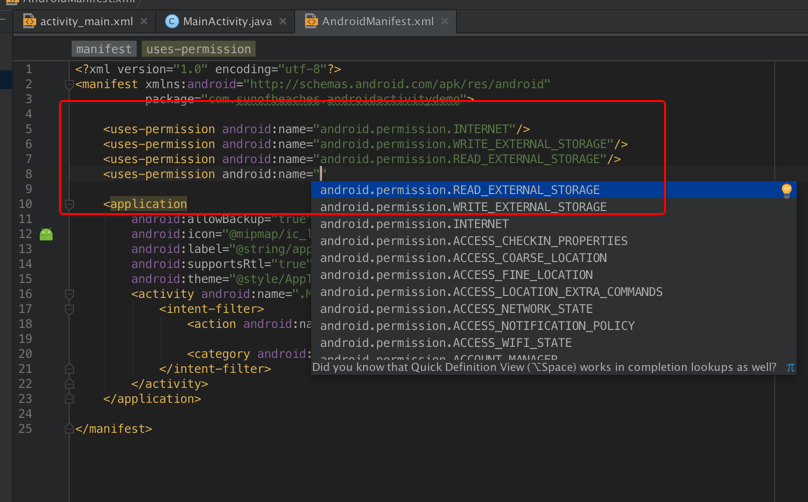 AndroidManifest.xml
activity_main.xml
MainActivity.java
AndroidManifest.xml
manifest uses-permission
1 <?xml version="1.0" encoding="utf-8"?>
2 <manifest xmlns:android="http://schemas.android.com/apk/res/android"
3 package="com.sunofbeaches.androidactivitydemo">
4
5 <uses-permission android:name="android.permission.INTERNET"/>
6 <uses-permission android:name="android.permission.WRITE_EXTERNAL_STORAGE"/>
7 <uses-permission android:name="android.permission.READ_EXTERNAL_STORAGE"/>
8 <uses-permission android:name=""
9
10 <application
11 android:allowBackup="true"
12 android:icon="@mipmap/ic_l
13 android:label="@string/app
14 android:supportsRtl="true"
15 android:theme="@style/AppT
16 <activity android:name=".M
17 <intent-filter>
18 <action android:na
19
20 <category android:
21 </intent-filter>
22 </activity>
23 </application>
24
25 </manifest>
android.permission.READ_EXTERNAL_STORAGE
android.permission.WRITE_EXTERNAL_STORAGE
android.permission.INTERNET
android.permission.ACCESS_CHECKIN_PROPERTIES
android.permission.ACCESS_COARSE_LOCATION
android.permission.ACCESS_FINE_LOCATION
android.permission.ACCESS_LOCATION_EXTRA_COMMANDS
android.permission.ACCESS_NETWORK_STATE
android.permission.ACCESS_NOTIFICATION_POLICY
android.permission.ACCESS_WIFI_STATE
android.permission.ACCOUNT_MANAGER
Did you know that Quick Definition View (⌥Space) works in completion lookups as well? π